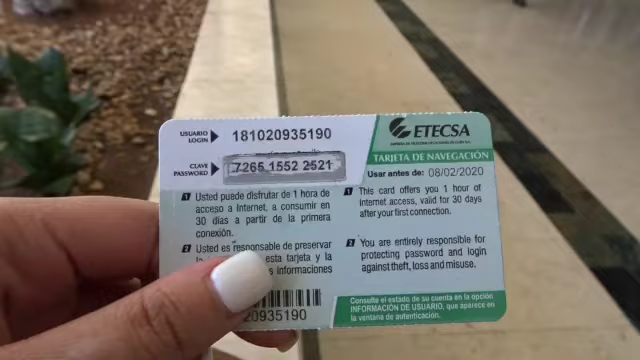 USUARIO
LOGIN
181020935190
ETECSA
TARJETA DE NAVEGACIÓN
CLAVE
PASSWORD
7265 1552 2521
Usar antes de: 08/02/2020
1 Usted puede disfrutar de 1 hora de
acceso a Internet, a consumir en
30 días a partir de la primera
conexión.
2 Usted es responsable de preservar
esta tarjeta y la
informaciones
1 This card offers you 1 hour of
Internet access, valid for 30 days
after your first connection.
2 You are entirely responsible for
protecting password and login
against theft, loss and misuse.
20935190
Consulte el estado de su cuenta en la opción
INFORMACIÓN DE USUARIO, que aparece en
la ventana de autenticación.